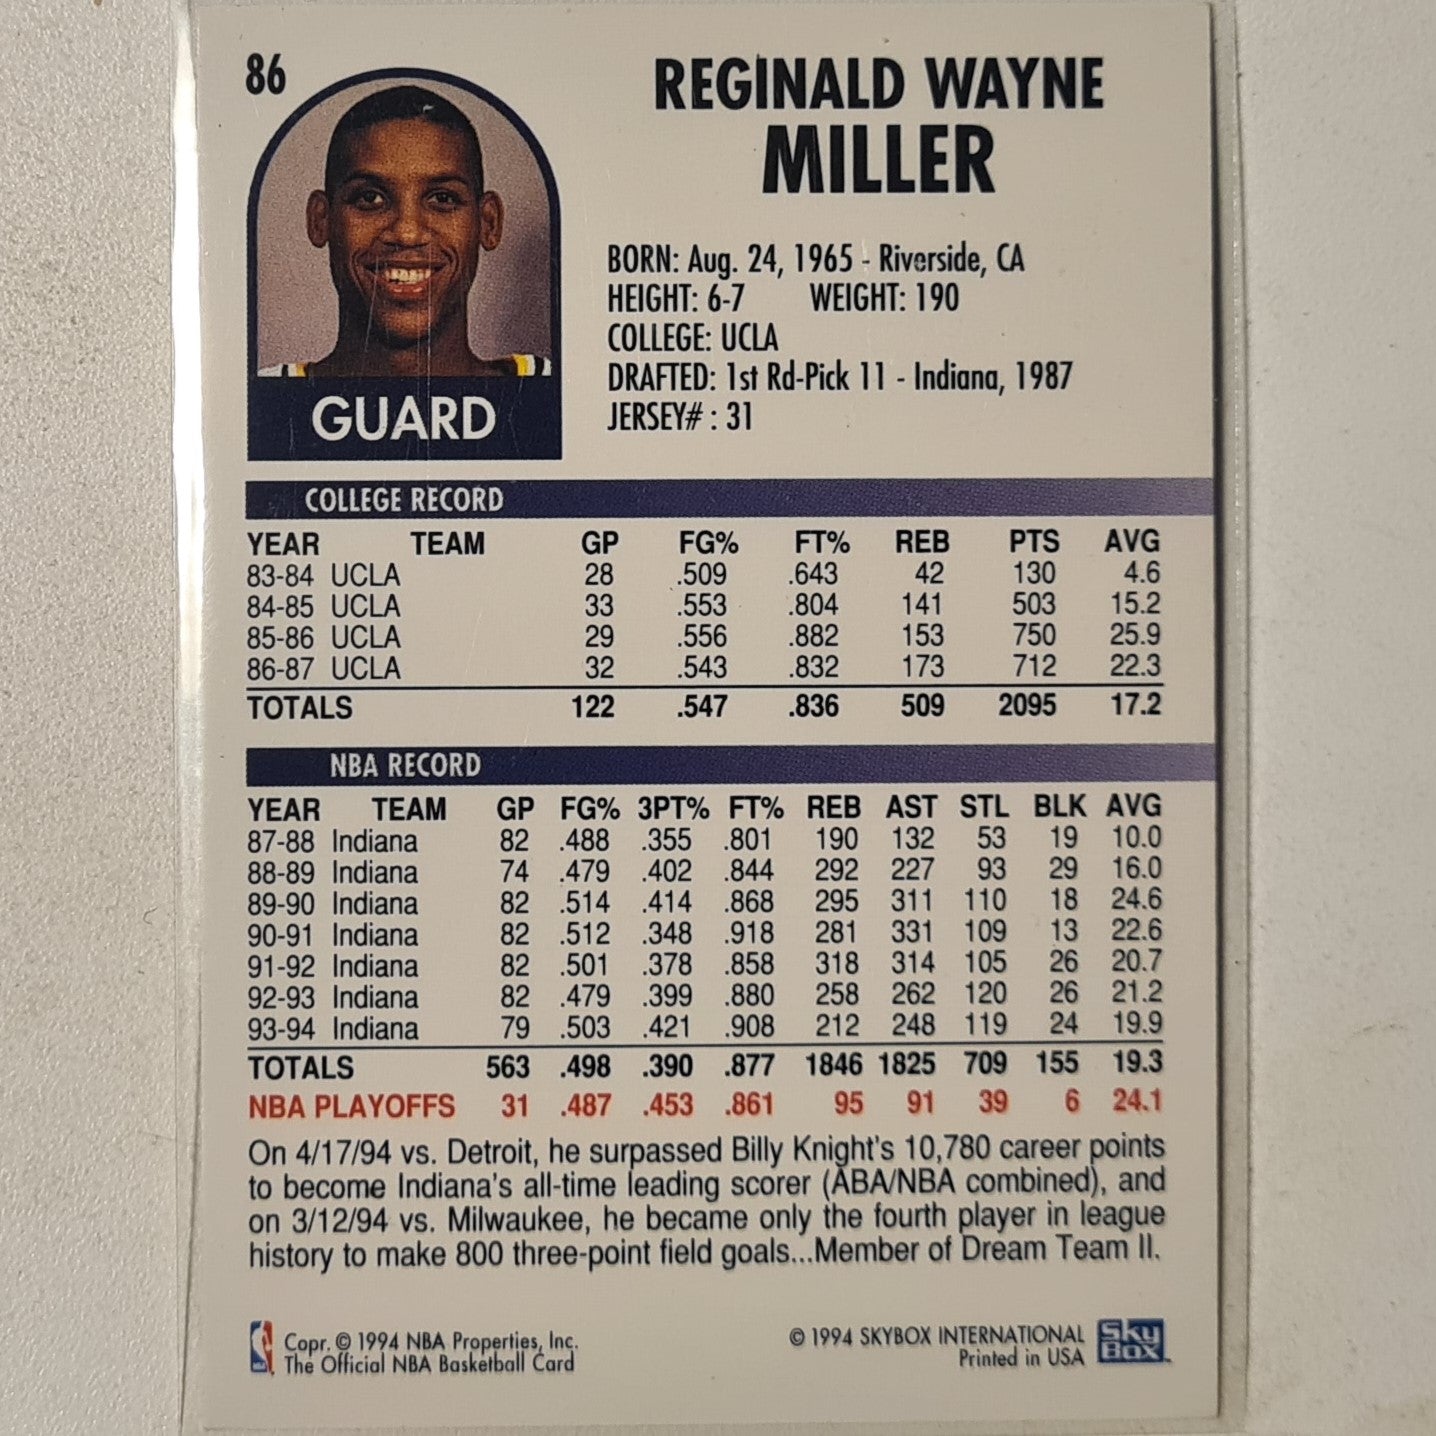 86
REGINALD WAYNE
MILLER
BORN: Aug. 24, 1965 - Riverside, CA
HEIGHT: 6-7 WEIGHT: 190
COLLEGE: UCLA
DRAFTED: 1st Rd-Pick 11 - Indiana, 1987
JERSEY# : 31
GUARD
COLLEGE RECORD
YEAR TEAM GP FG% FT% REB PTS AVG
83-84 UCLA 28 .509 .643 42 130 4.6
84-85 UCLA 33 .553 .804 141 503 15.2
85-86 UCLA 29 .556 .882 153 750 25.9
86-87 UCLA 32 .543 .832 173 712 22.3
TOTALS 122 .547 .836 509 2095 17.2
NBA RECORD
YEAR TEAM GP FG% 3PT% FT% REB AST STL BLK AVG
87-88 Indiana 82 .488 .355 .801 190 132 53 19 10.0
88-89 Indiana 74 .479 .402 .844 292 227 93 29 16.0
89-90 Indiana 82 .514 .414 .868 295 311 110 18 24.6
90-91 Indiana 82 .512 .348 .918 281 331 109 13 22.6
91-92 Indiana 82 .501 .378 .858 318 314 105 26 20.7
92-93 Indiana 82 .479 .399 .880 258 262 120 26 21.2
93-94 Indiana 79 .503 .421 .908 212 248 119 24 19.9
TOTALS 563 .498 .390 .877 1846 1825 709 155 19.3
NBA PLAYOFFS 31 .487 .453 .861 95 91 39 6 24.1
On 4/17/94 vs. Detroit, he surpassed Billy Knight's 10,780 career points
to become Indiana's all-time leading scorer (ABA/NBA combined), and
on 3/12/94 vs. Milwaukee, he became only the fourth player in league
history to make 800 three-point field goals...Member of Dream Team II.
Copr. © 1994 NBA Properties, Inc.
The Official NBA Basketball Card
© 1994 SKYBOX INTERNATIONAL
Printed in USA
SkyBox